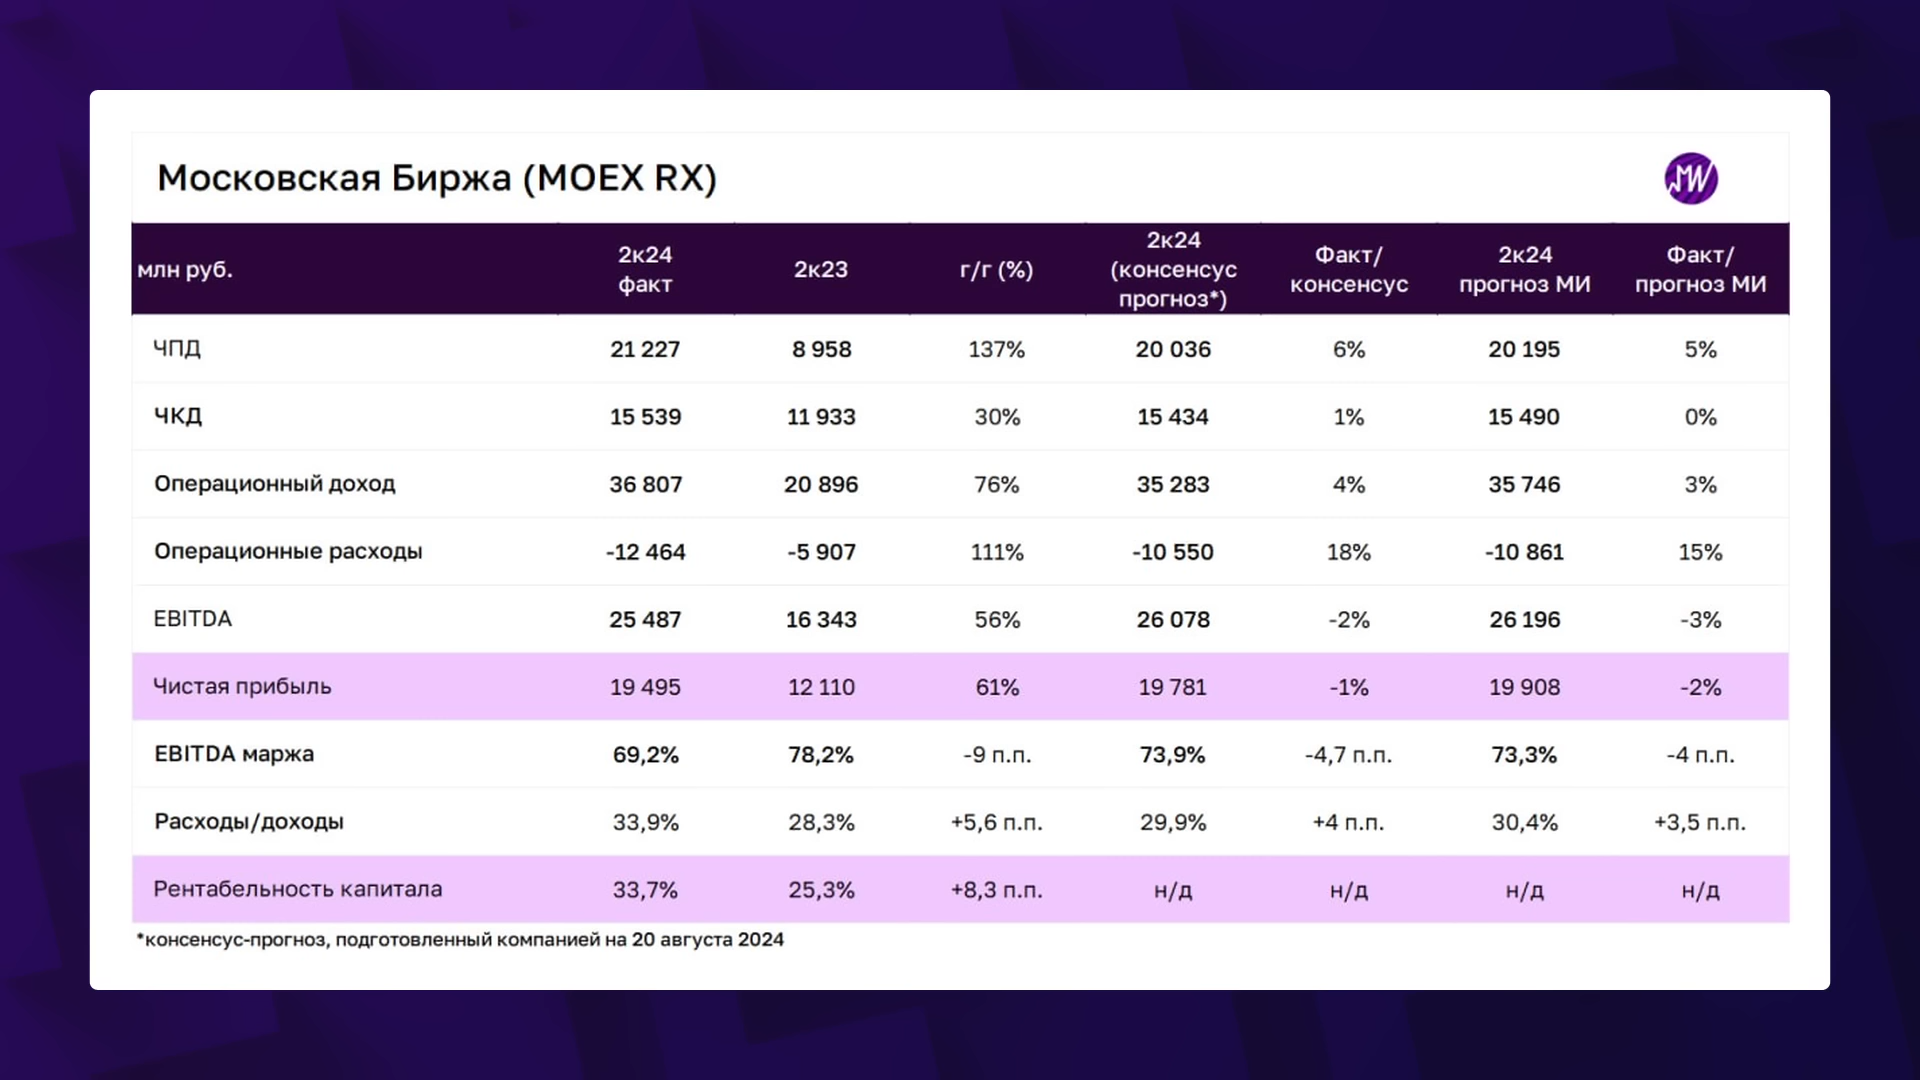 Московская Биржа (MOEX RX)
MW
млн руб. 2к24 факт 2к23 г/г (%) 2к24 (консенсус прогноз*) Факт/ консенсус 2к24 прогноз МИ Факт/ прогноз МИ
ЧПД 21 227 8 958 137% 20 036 6% 20 195 5%
ЧКД 15 539 11 933 30% 15 434 1% 15 490 0%
Операционный доход 36 807 20 896 76% 35 283 4% 35 746 3%
Операционные расходы -12 464 -5 907 111% -10 550 18% -10 861 15%
EBITDA 25 487 16 343 56% 26 078 -2% 26 196 -3%
Чистая прибыль 19 495 12 110 61% 19 781 -1% 19 908 -2%
EBITDA маржа 69,2% 78,2% -9 п.п. 73,9% -4,7 п.п. 73,3% -4 п.п.
Расходы/доходы 33,9% 28,3% +5,6 п.п. 29,9% +4 п.п. 30,4% +3,5 п.п.
Рентабельность капитала 33,7% 25,3% +8,3 п.п. н/д н/д н/д н/д
*консенсус-прогноз, подготовленный компанией на 20 августа 2024